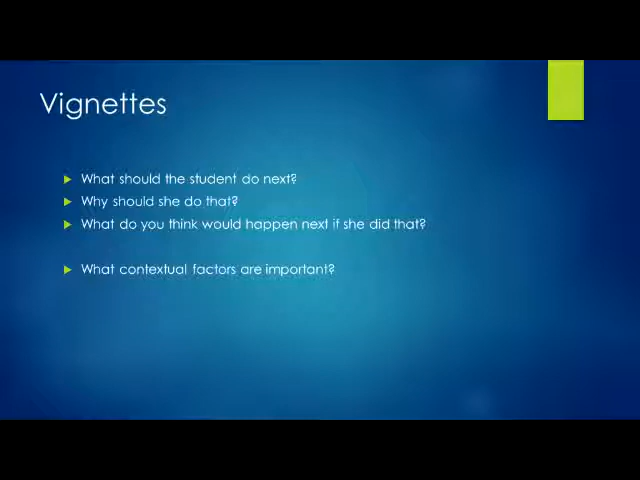 Vignettes
What should the student do next?
Why should she do that?
What do you think would happen next if she did that?
What contextual factors are important?